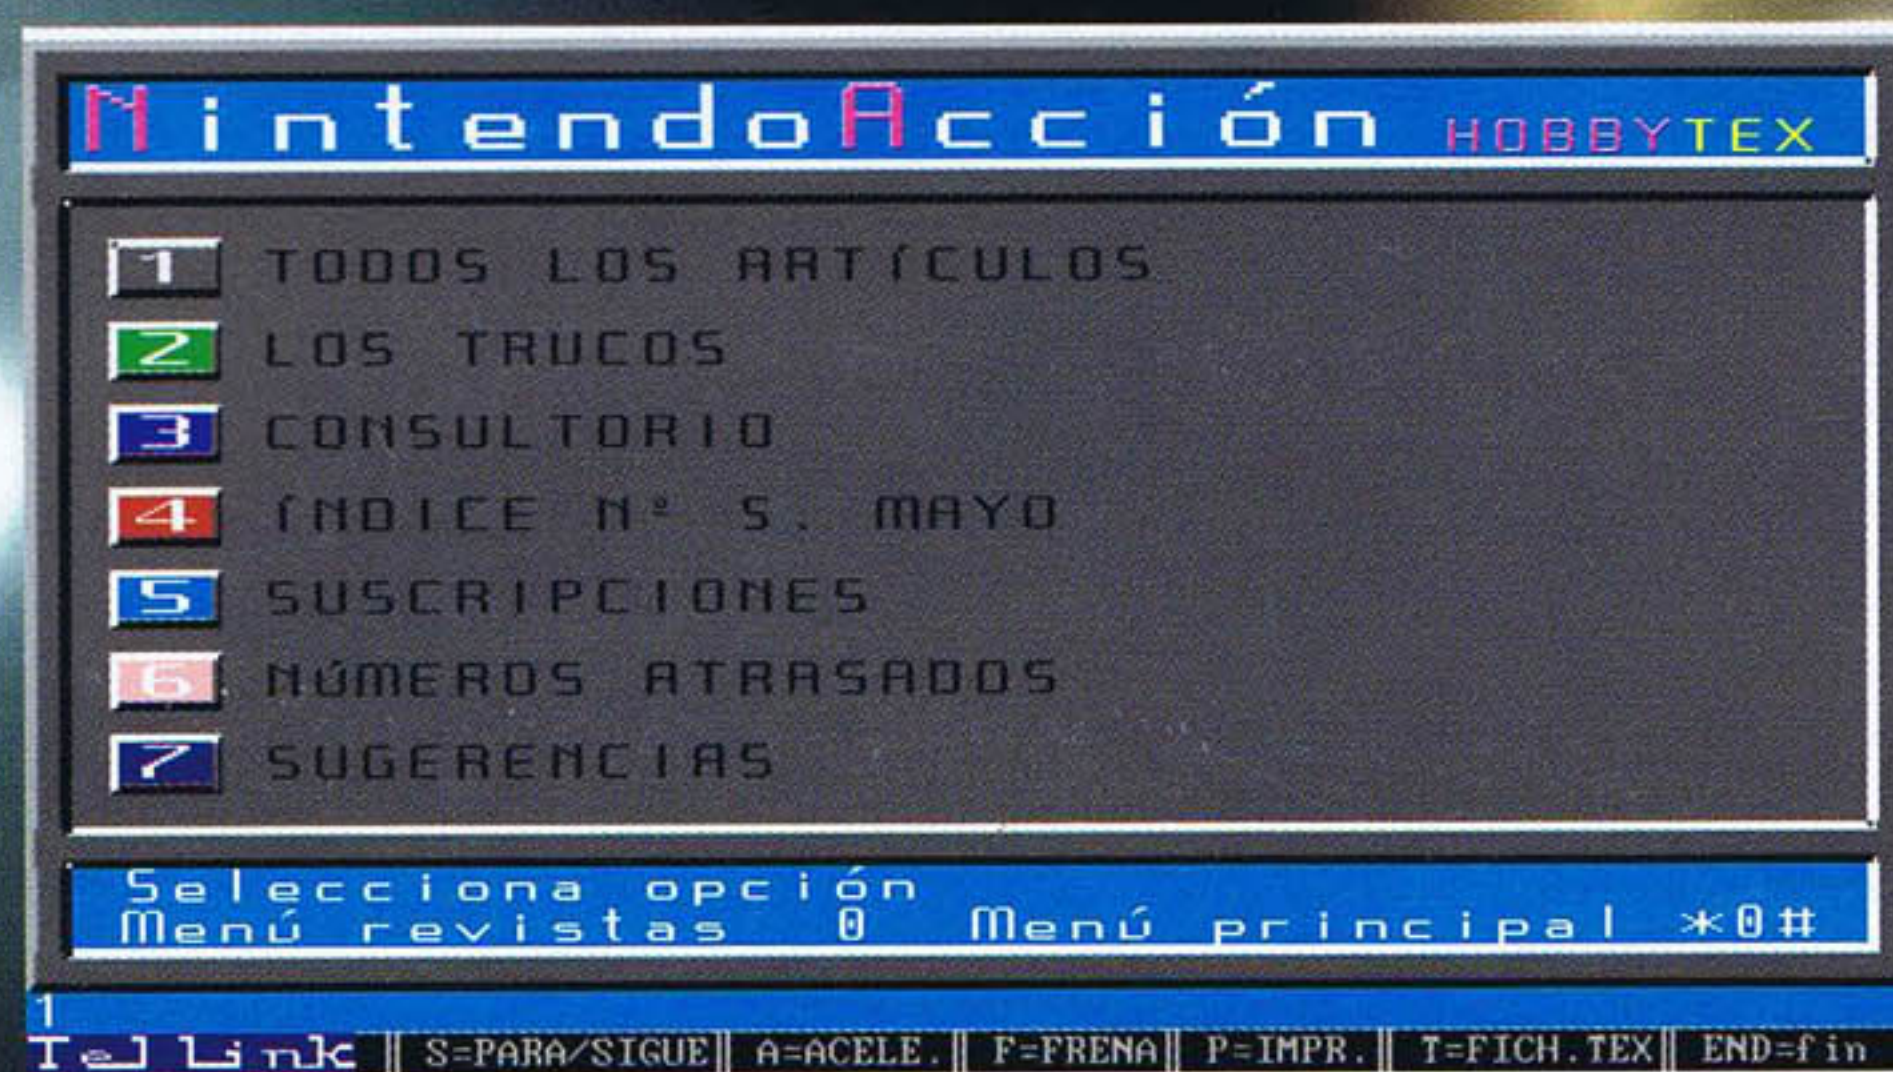 NintendoAcción HOBBYTEX
1 TODOS LOS ARTÍCULOS
2 LOS TRUCOS
3 CONSULTORIO
4 ÍNDICE Nº 5. MAYO
5 SUSCRIPCIONES
6 NÚMEROS ATRASADOS
7 SUGERENCIAS
Selecciona opción
Menú revistas 0 Menú principal *0#
1
Tellink || S=PARA/SIGUE|| A=ACELE.|| F=FRENA|| P=IMPR.|| T=FICH.TEX|| END=fin